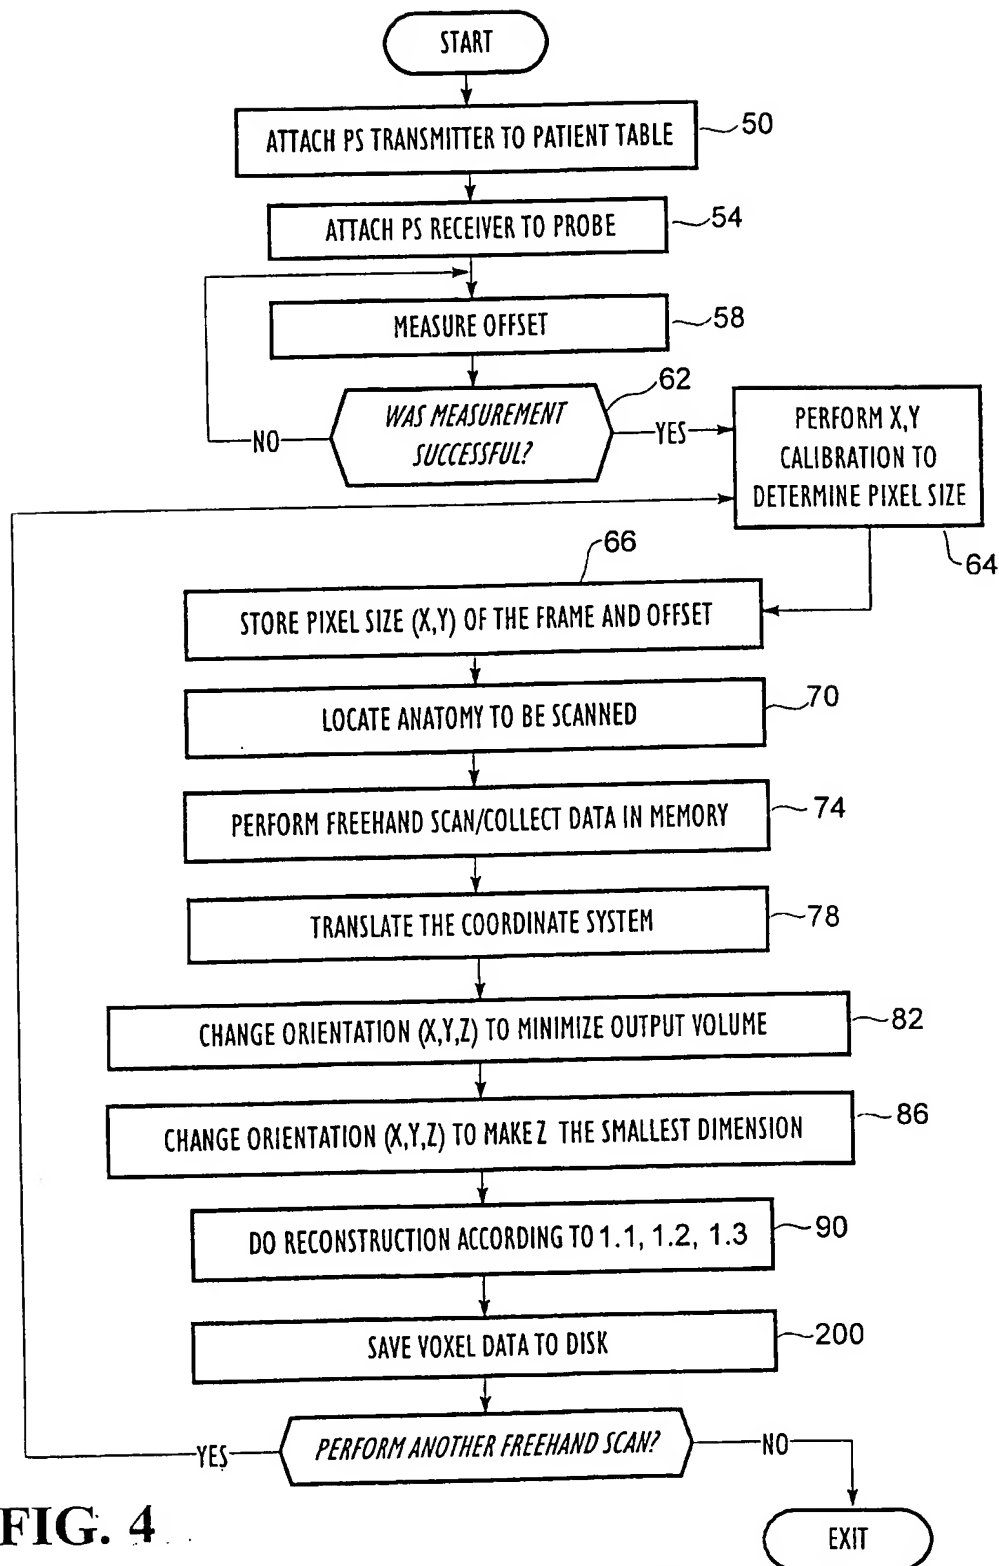 START
ATTACH PS TRANSMITTER TO PATIENT TABLE
50
ATTACH PS RECEIVER TO PROBE
54
MEASURE OFFSET
58
WAS MEASUREMENT
SUCCESSFUL?
62
NO
YES
PERFORM X,Y
CALIBRATION TO
DETERMINE PIXEL SIZE
64
66
STORE PIXEL SIZE (X,Y) OF THE FRAME AND OFFSET
LOCATE ANATOMY TO BE SCANNED
70
PERFORM FREEHAND SCAN/COLLECT DATA IN MEMORY
74
TRANSLATE THE COORDINATE SYSTEM
78
CHANGE ORIENTATION (X,Y,Z) TO MINIMIZE OUTPUT VOLUME
82
CHANGE ORIENTATION (X,Y,Z) TO MAKE Z THE SMALLEST DIMENSION
86
DO RECONSTRUCTION ACCORDING TO 1.1, 1.2, 1.3
90
SAVE VOXEL DATA TO DISK
200
PERFORM ANOTHER FREEHAND SCAN?
YES
NO
EXIT
FIG. 4